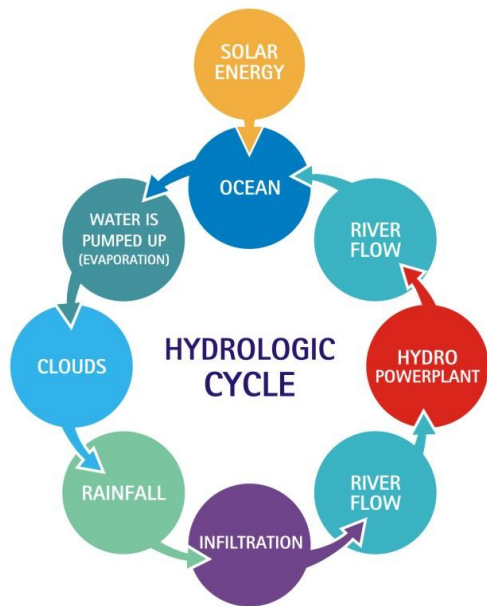 SOLAR
ENERGY
OCEAN
WATER IS
PUMPED UP
(EVAPORATION)
RIVER
FLOW
CLOUDS
HYDROLOGIC
CYCLE
HYDRO
POWERPLANT
RAINFALL
INFILTRATION
RIVER
FLOW